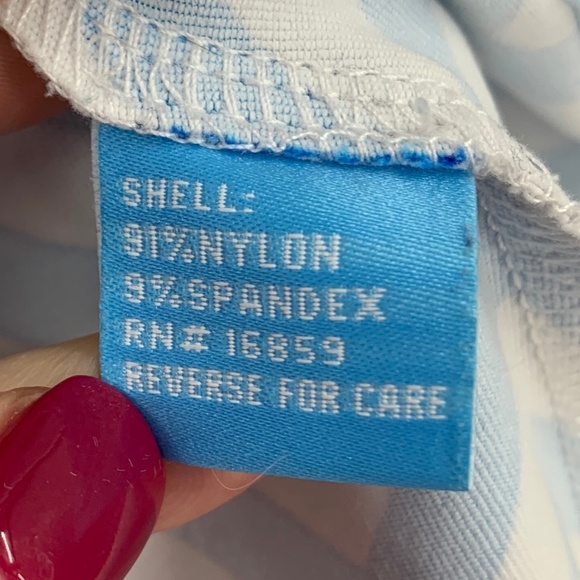 SHELL:
91%NYLON
9%SPANDEX
RN# 16859
REVERSE FOR CARE